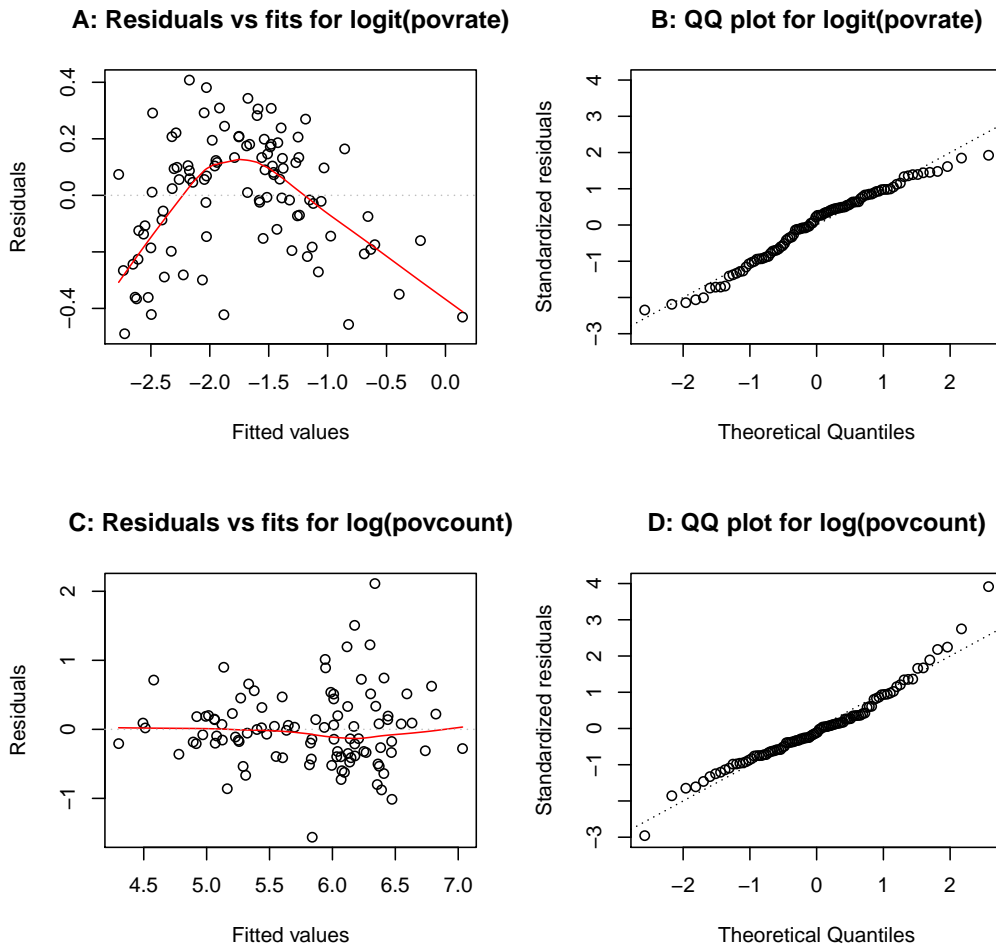 A: Residuals vs fits for logit(povrate)
Residuals
0.4
0.2
0.0
−0.4
−2.5 −2.0 −1.5 −1.0 −0.5 0.0
Fitted values
B: QQ plot for logit(povrate)
Standardized residuals
4
3
2
1
0
−1
−3
−2 −1 0 1 2
Theoretical Quantiles
C: Residuals vs fits for log(povcount)
Residuals
2
1
0
−1
4.5 5.0 5.5 6.0 6.5 7.0
Fitted values
D: QQ plot for log(povcount)
Standardized residuals
4
3
2
1
0
−1
−3
−2 −1 0 1 2
Theoretical Quantiles